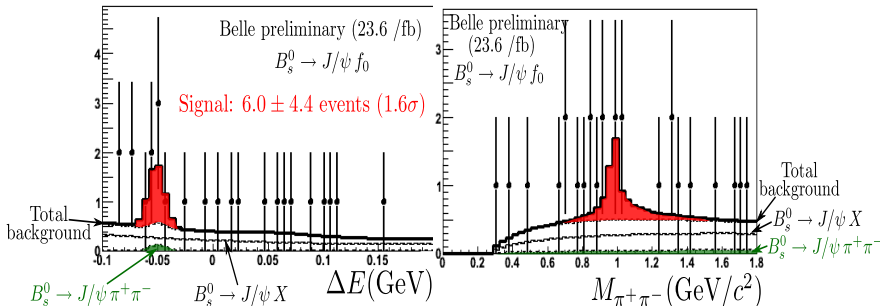 Belle preliminary (23.6 /fb)
B_s^0 → J/ψ f_0
Signal: 6.0 ± 4.4 events (1.6σ)
4
3
2
1
0
Total
background
0.1 -0.05 0 0.05 0.1 0.15
ΔE(GeV)
B_s^0 → J/ψ π⁺π⁻
B_s^0 → J/ψ X
Belle preliminary
(23.6 /fb)
B_s^0 → J/ψ f_0
3
2
1
0
0 0.2 0.4 0.6 0.8 1 1.2 1.4 1.6 1.8
M_{π⁺π⁻}(GeV/c²)
Total
background
B_s^0 → J/ψ X
B_s^0 → J/ψ π⁺π⁻